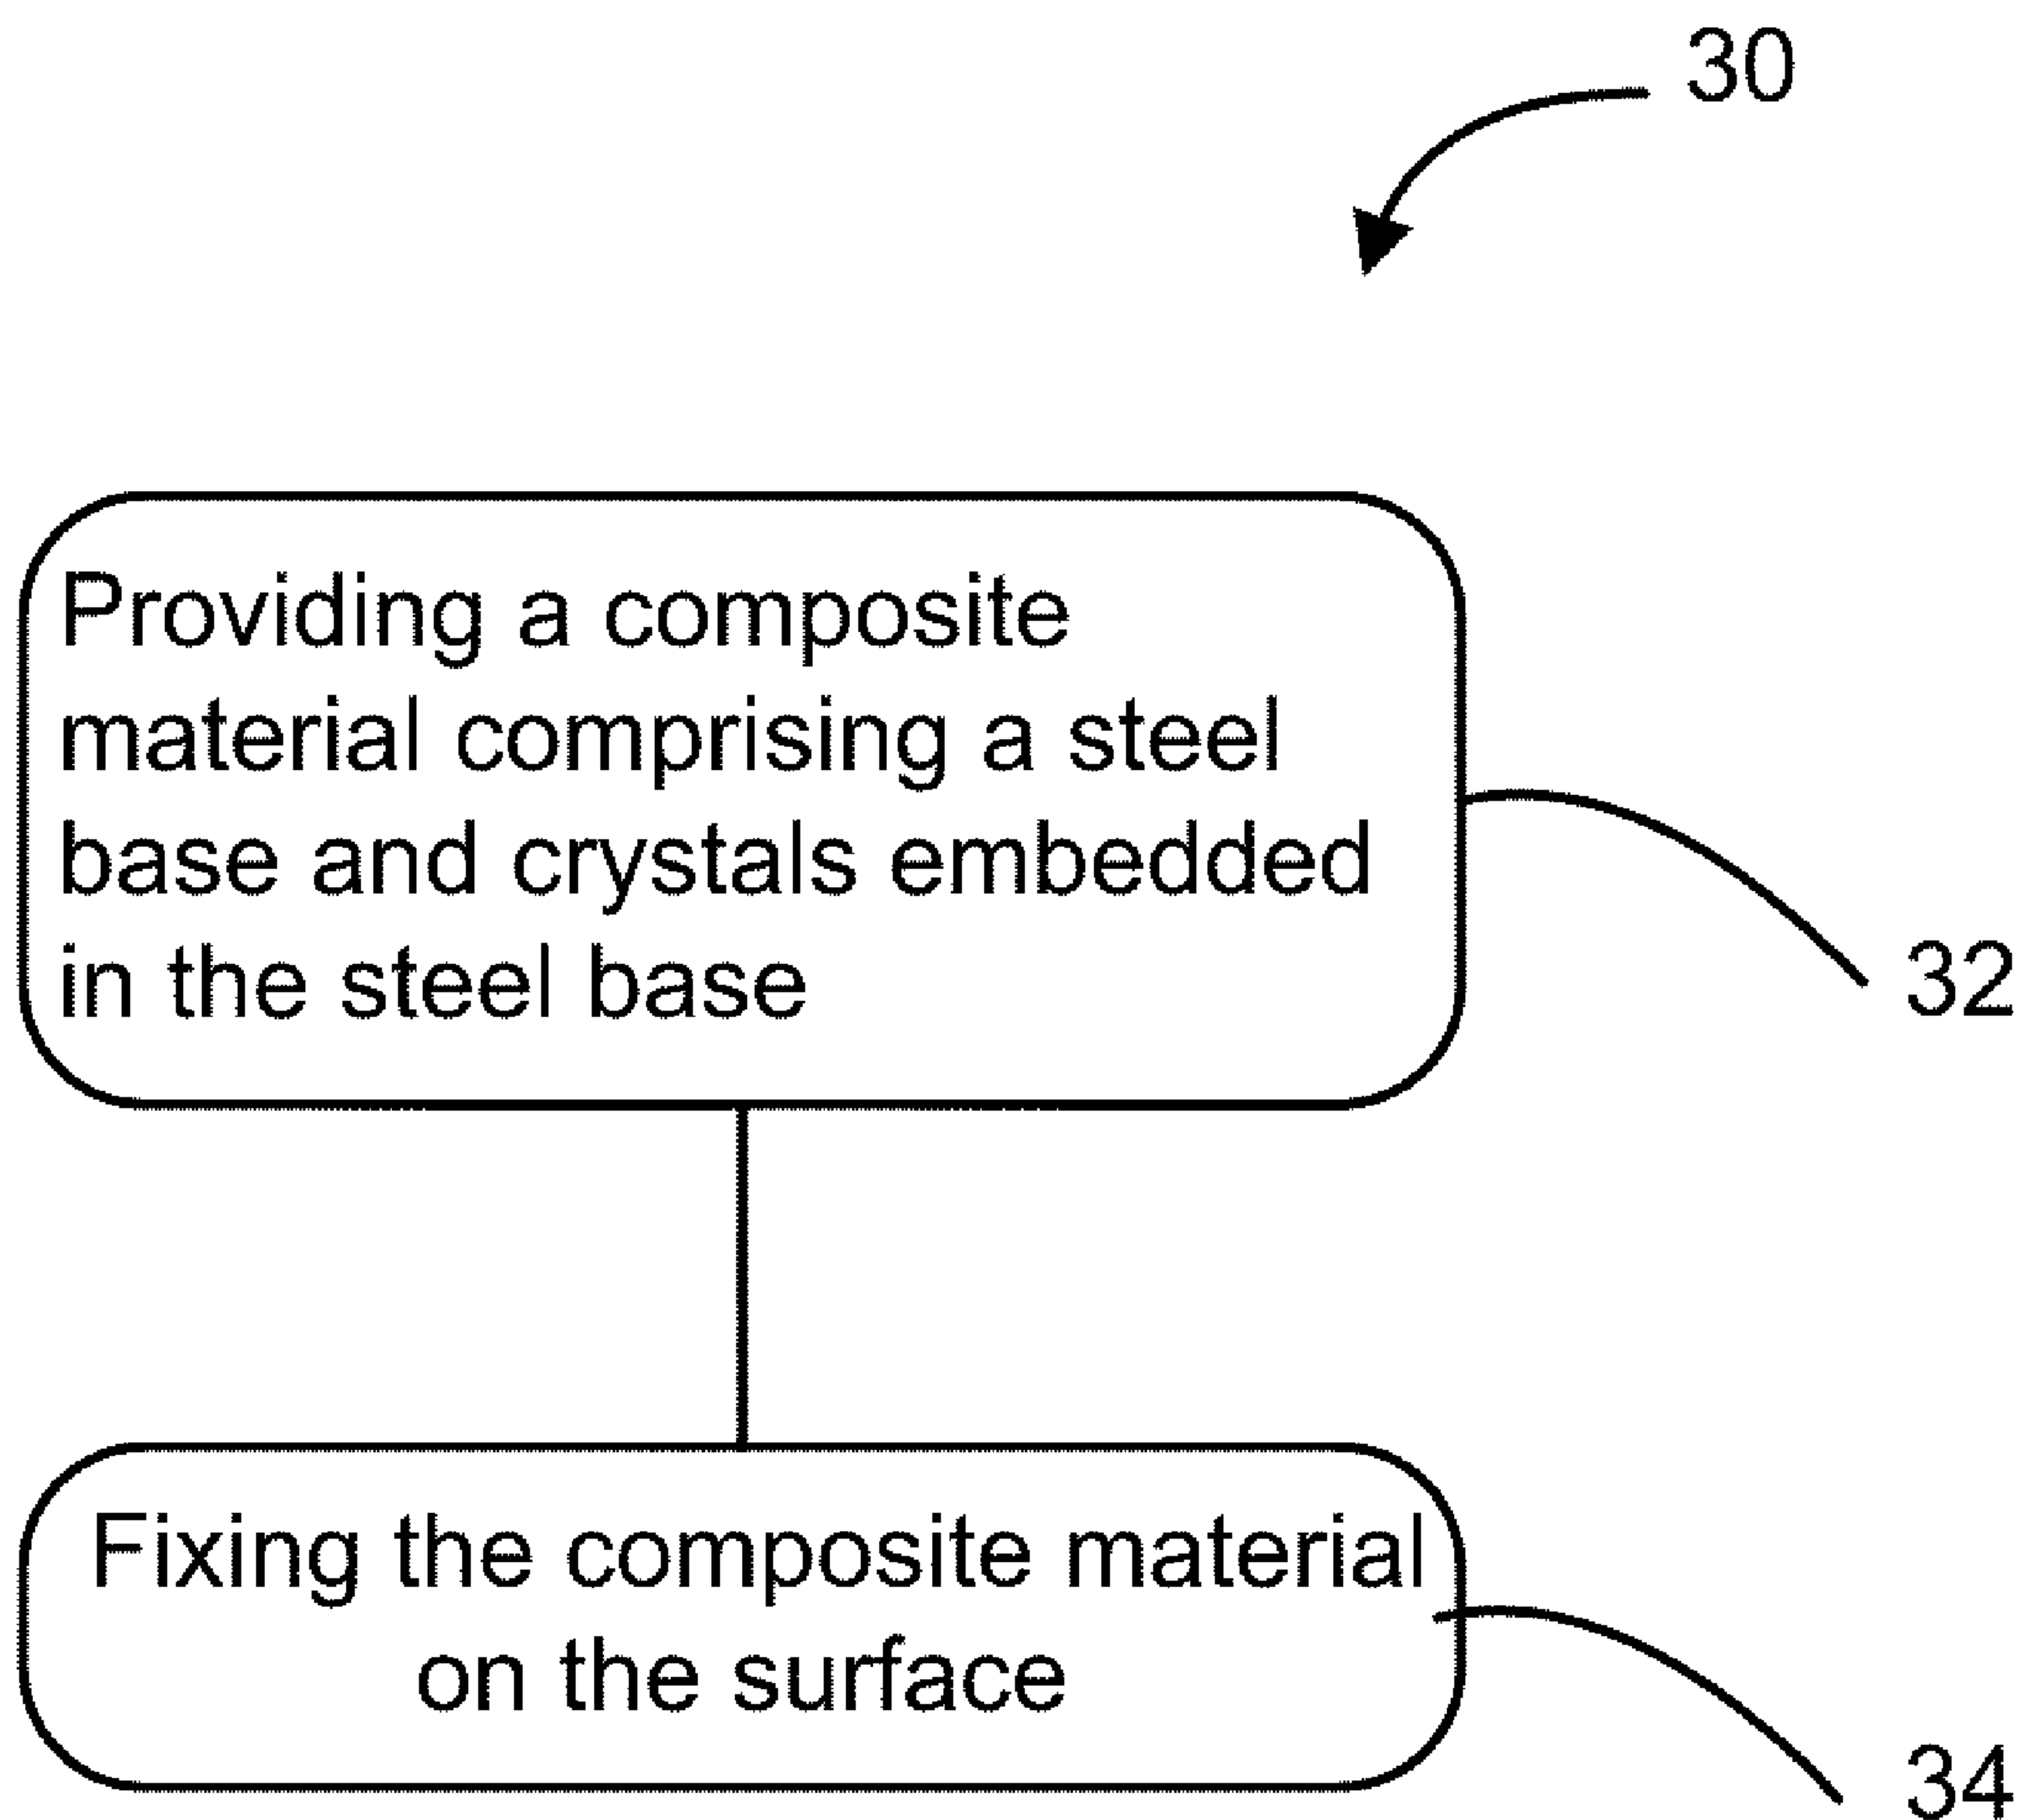 30
Providing a composite
material comprising a steel
base and crystals embedded
in the steel base
32
Fixing the composite material
on the surface
34